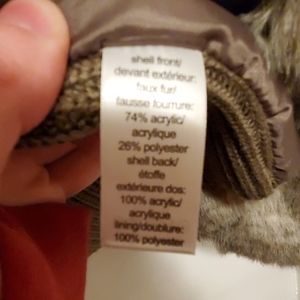 shell front/
devant extérieur:
faux fur/
fausse fourrure:
74% acrylic/
acrylique
26% polyester
shell back/
étoffe
extérieure dos:
100% acrylic/
acrylique
lining/doublure:
100% polyester